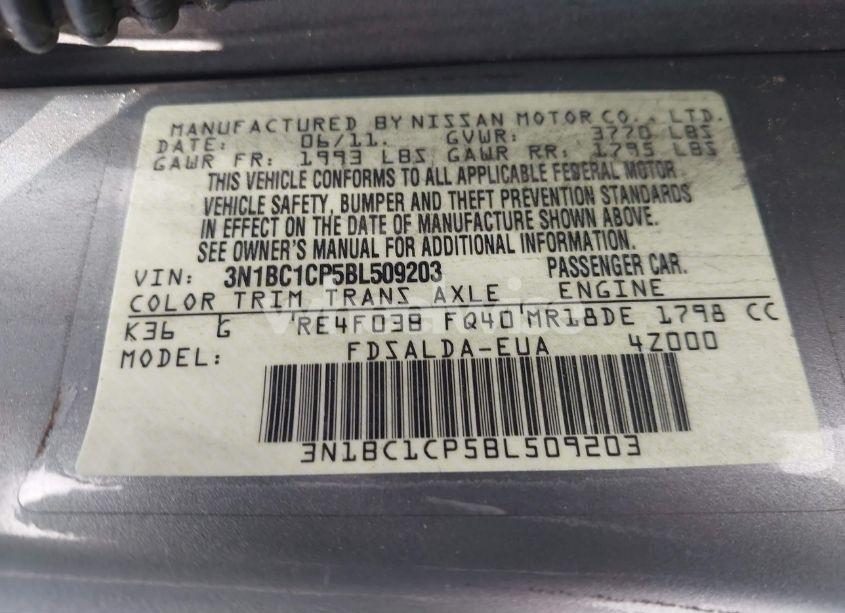 MANUFACTURED BY NISSAN MOTOR CO., LTD.
DATE: 06/11. GVWR: 3770 LBS
GAWR FR: 1993 LBS GAWR RR: 1795 LBS
THIS VEHICLE CONFORMS TO ALL APPLICABLE FEDERAL MOTOR
VEHICLE SAFETY, BUMPER AND THEFT PREVENTION STANDARDS
IN EFFECT ON THE DATE OF MANUFACTURE SHOWN ABOVE.
SEE OWNER'S MANUAL FOR ADDITIONAL INFORMATION.
VIN: 3N1BC1CP5BL509203 PASSENGER CAR.
COLOR TRIM TRANS AXLE ENGINE
K36 G RE4F03B FQ40 MR18DE 1798 CC
MODEL: FDSALDA-EUA 4Z000
3N1BC1CP5BL509203